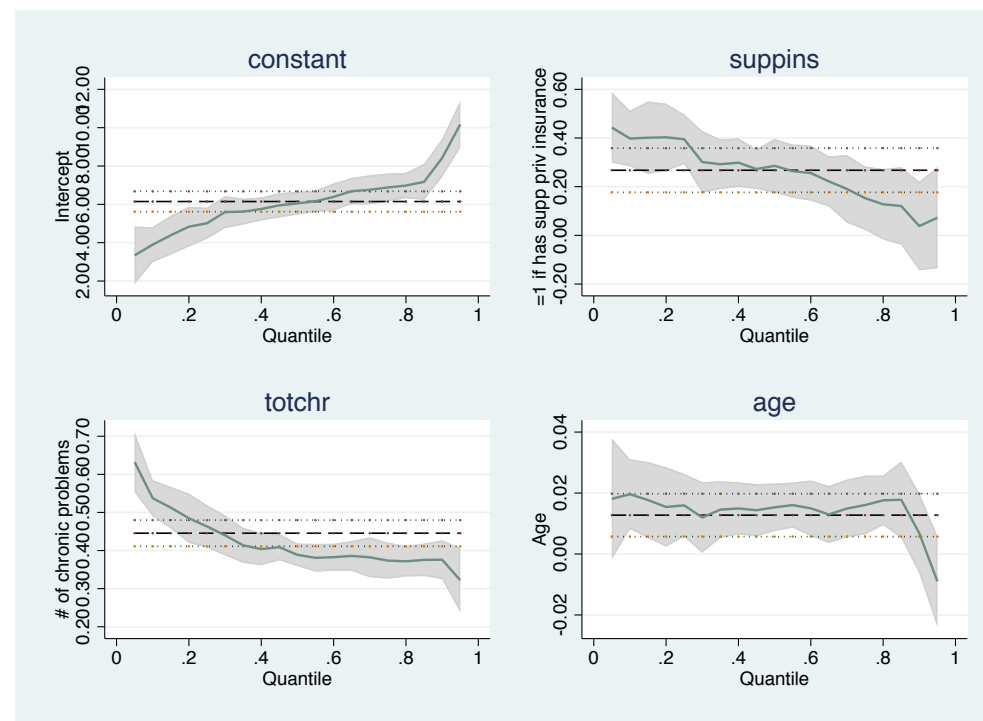 constant
Intercept
2.00 4.00 6.00 8.00 10.00 12.00
0 .2 .4 .6 .8 1
Quantile
suppins
=1 if has supp priv insurance
-0.20 0.00 0.20 0.40 0.60
0 .2 .4 .6 .8 1
Quantile
totchr
# of chronic problems
0.20 0.30 0.40 0.50 0.60 0.70
0 .2 .4 .6 .8 1
Quantile
age
Age
-0.02 0.00 0.02 0.04
0 .2 .4 .6 .8 1
Quantile